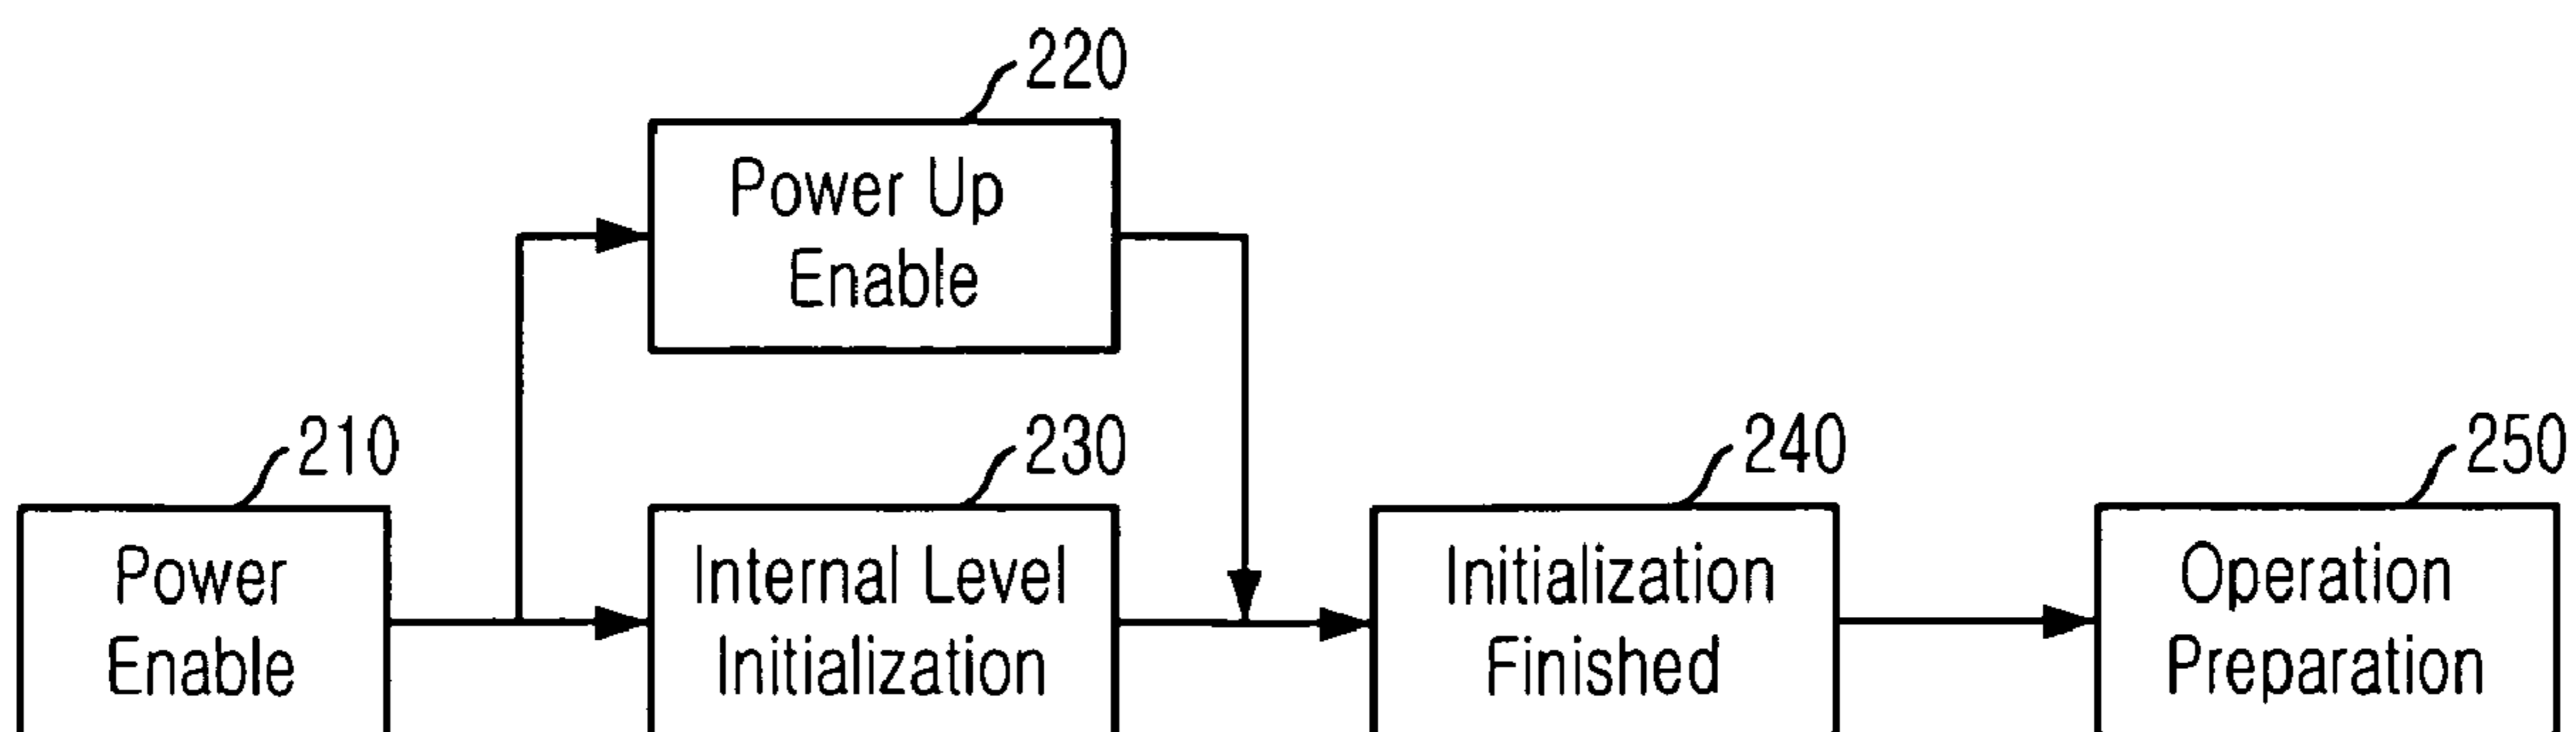 220
Power Up
Enable
210
Power
Enable
230
Internal Level
Initialization
240
Initialization
Finished
250
Operation
Preparation